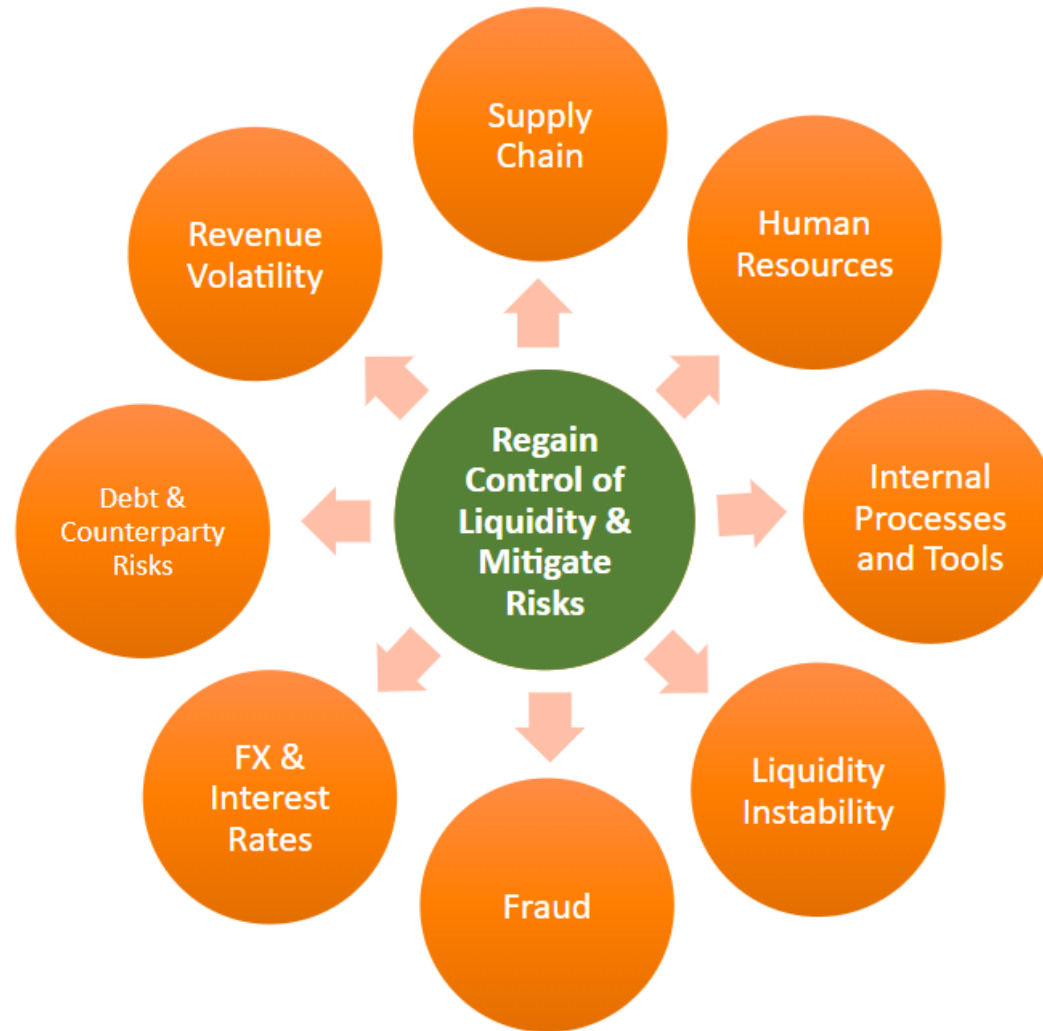 Supply
Chain
Human
Resources
Internal
Processes
and Tools
Liquidity
Instability
Fraud
FX &
Interest
Rates
Debt &
Counterparty
Risks
Revenue
Volatility
Regain
Control of
Liquidity &
Mitigate
Risks